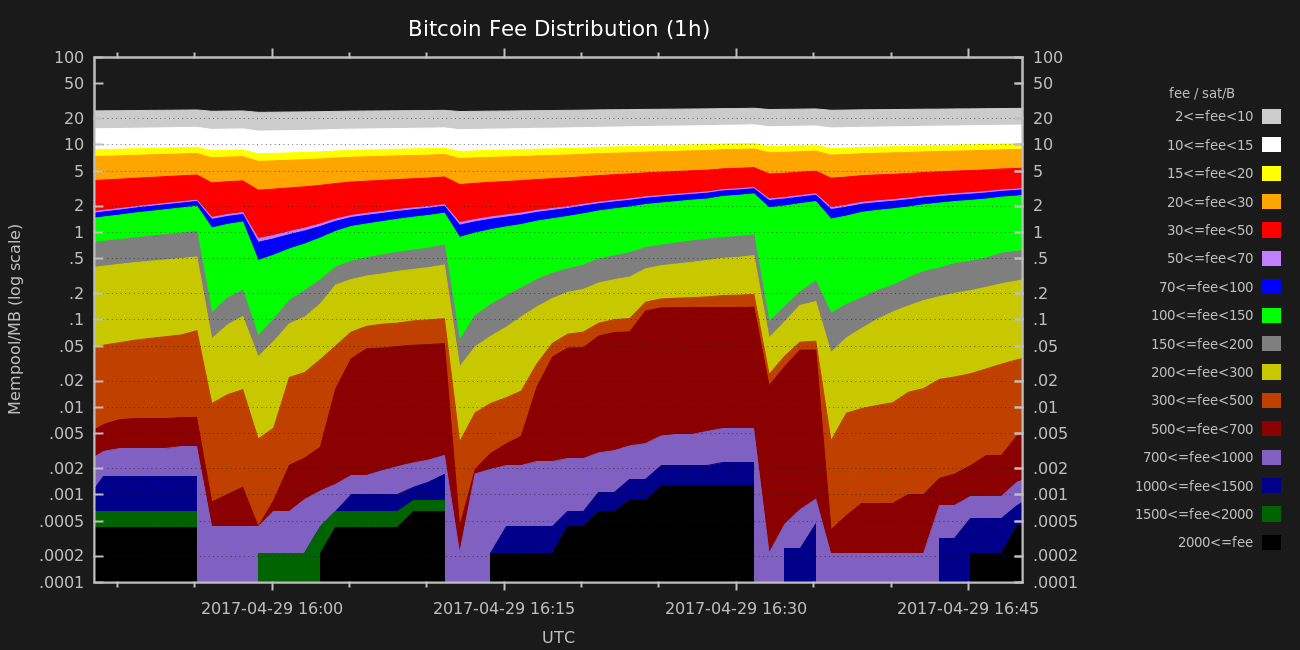 Bitcoin Fee Distribution (1h)
Mempool/MB (log scale)
100
50
20
10
5
2
1
.5
.2
.1
.05
.02
.01
.005
.002
.001
.0005
.0002
.0001
100
50
20
10
5
2
1
.5
.2
.1
.05
.02
.01
.005
.002
.001
.0005
.0002
.0001
2017-04-29 16:00 2017-04-29 16:15 2017-04-29 16:30 2017-04-29 16:45
UTC
fee / sat/B
2<=fee<10
10<=fee<15
15<=fee<20
20<=fee<30
30<=fee<50
50<=fee<70
70<=fee<100
100<=fee<150
150<=fee<200
200<=fee<300
300<=fee<500
500<=fee<700
700<=fee<1000
1000<=fee<1500
1500<=fee<2000
2000<=fee